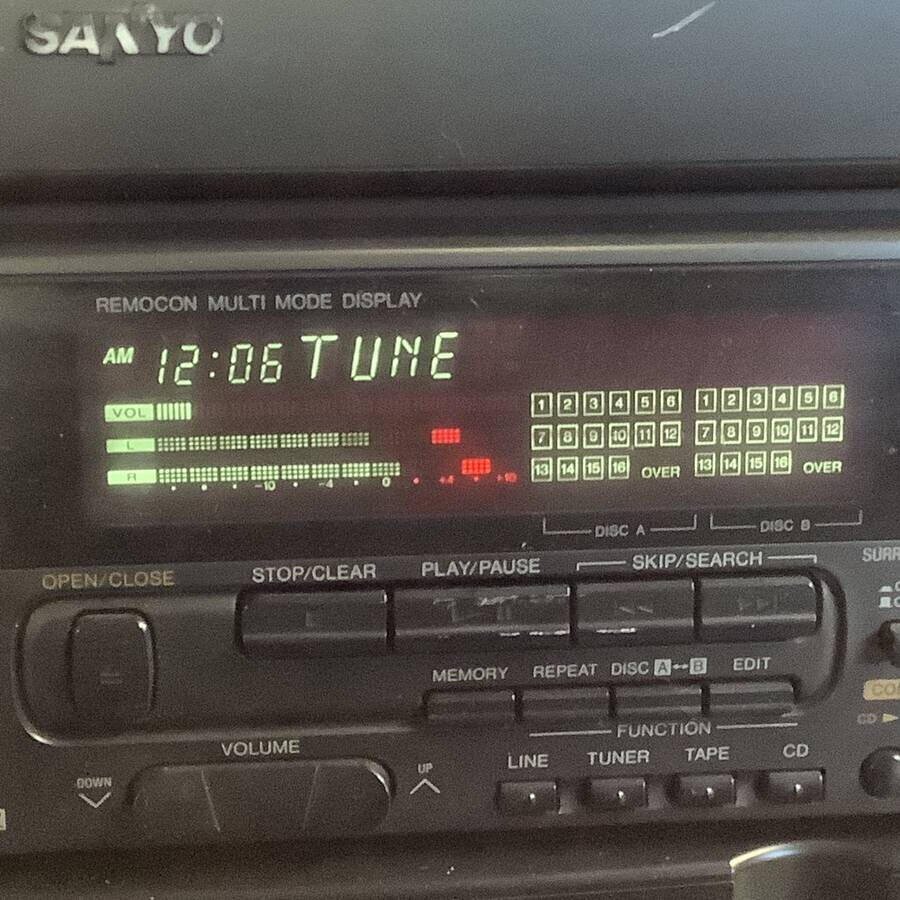 SANYO
REMOCON MULTI MODE DISPLAY
AM 12:06 TUNE
VOL
L
R
-10 -4 0 +4 +10
1 2 3 4 5 6
7 8 9 10 11 12
13 14 15 16 OVER
1 2 3 4 5 6
7 8 9 10 11 12
13 14 15 16 OVER
DISC A DISC B
OPEN/CLOSE STOP/CLEAR PLAY/PAUSE SKIP/SEARCH SURR
MEMORY REPEAT DISC A↔B EDIT
FUNCTION
VOLUME
DOWN UP
LINE TUNER TAPE CD
CD